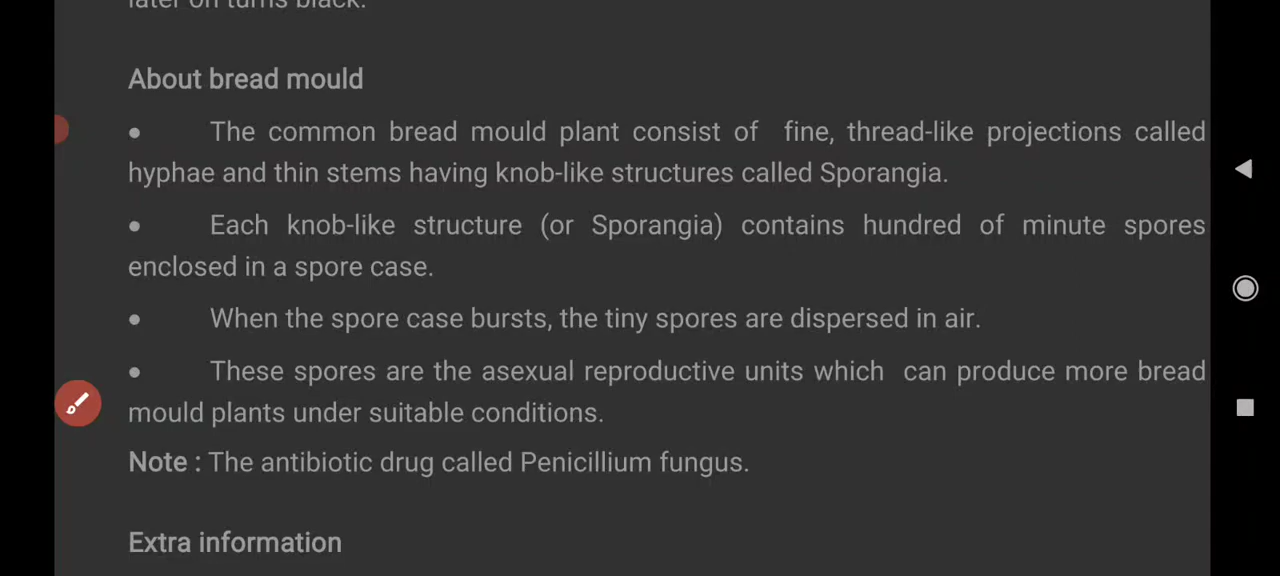 later on turns black.
About bread mould
• The common bread mould plant consist of fine, thread-like projections called
hyphae and thin stems having knob-like structures called Sporangia.
• Each knob-like structure (or Sporangia) contains hundred of minute spores
enclosed in a spore case.
• When the spore case bursts, the tiny spores are dispersed in air.
• These spores are the asexual reproductive units which can produce more bread
mould plants under suitable conditions.
Note : The antibiotic drug called Penicillium fungus.
Extra information